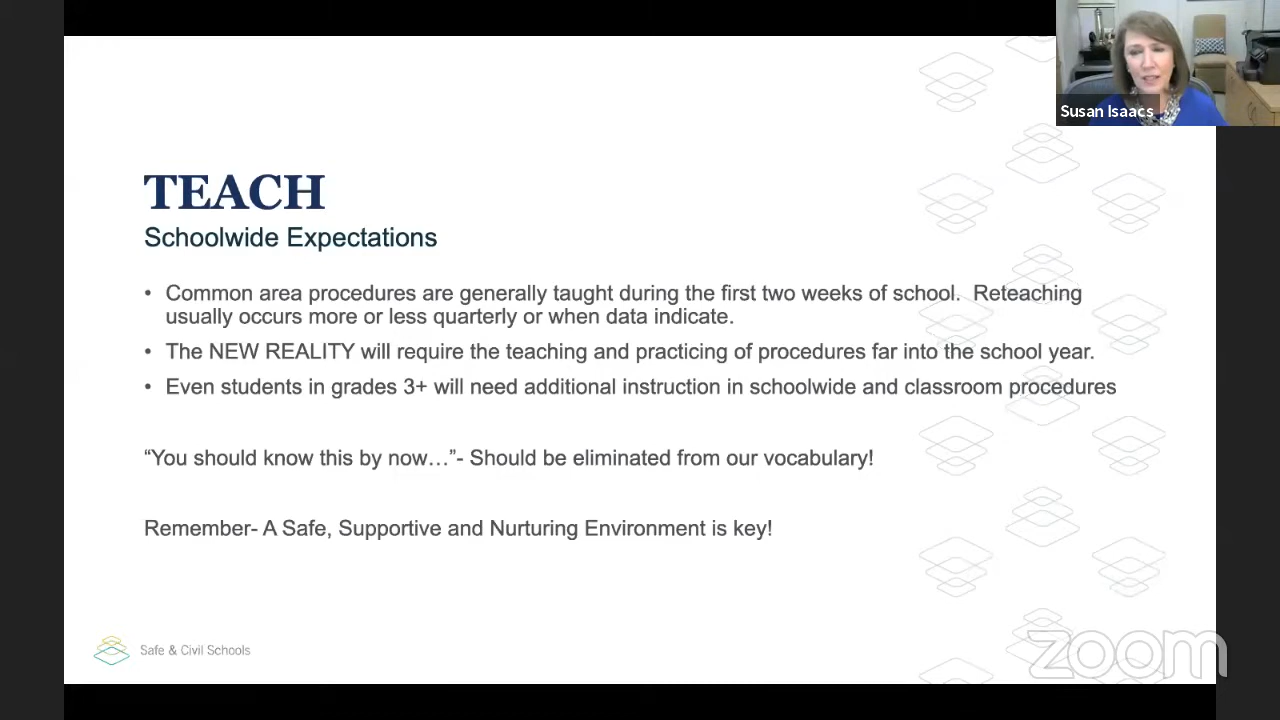 Susan Isaacs
TEACH
Schoolwide Expectations
• Common area procedures are generally taught during the first two weeks of school.  Reteaching
usually occurs more or less quarterly or when data indicate.
• The NEW REALITY will require the teaching and practicing of procedures far into the school year.
• Even students in grades 3+ will need additional instruction in schoolwide and classroom procedures
“You should know this by now…”- Should be eliminated from our vocabulary!
Remember- A Safe, Supportive and Nurturing Environment is key!
Safe & Civil Schools
zoom